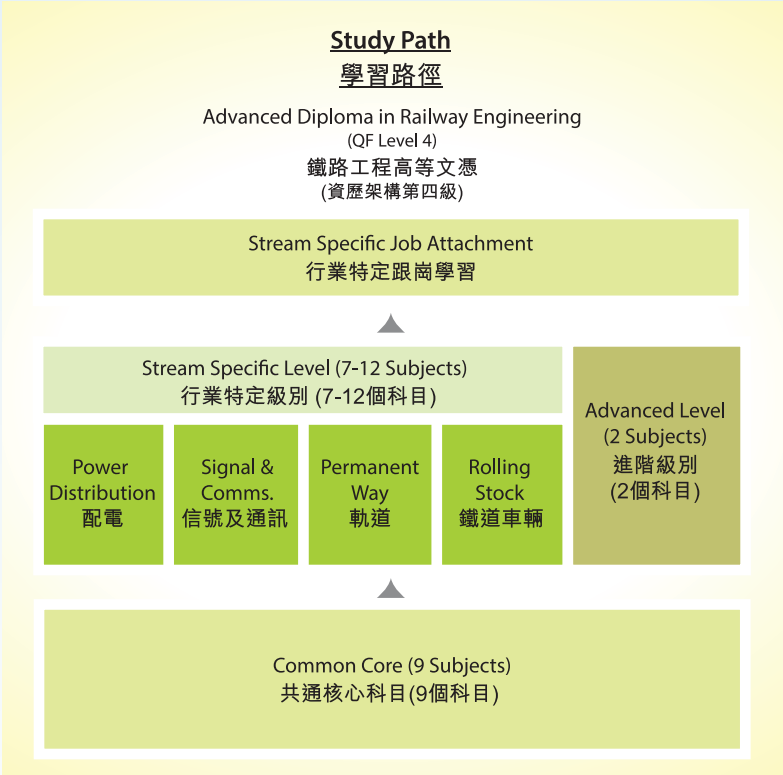 Study Path
學習路徑
Advanced Diploma in Railway Engineering
(QF Level 4)
鐵路工程高等文憑
(資歷架構第四級)
Stream Specific Job Attachment
行業特定跟崗學習
Stream Specific Level (7-12 Subjects)
行業特定級別 (7-12個科目)
Power
Distribution
配電
Signal &
Comms.
信號及通訊
Permanent
Way
軌道
Rolling
Stock
鐵道車輛
Advanced Level
(2 Subjects)
進階級別
(2個科目)
Common Core (9 Subjects)
共通核心科目(9個科目)